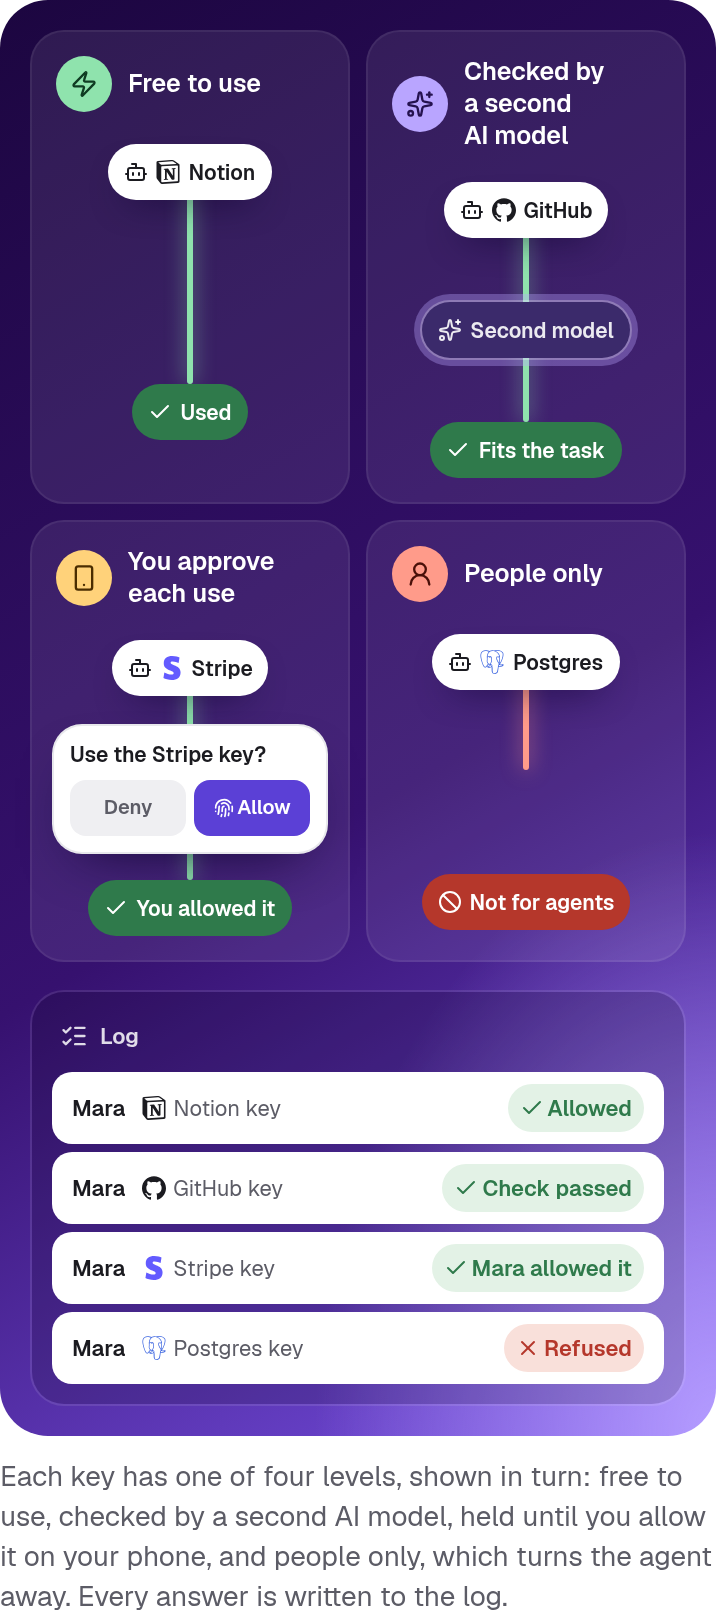 Free to use
Notion
Used
Checked by
a second
AI model
GitHub
Second model
Fits the task
You approve
each use
Stripe
Use the Stripe key?
Deny
Allow
You allowed it
People only
Postgres
Not for agents
Log
Mara Notion key Allowed
Mara GitHub key Check passed
Mara Stripe key Mara allowed it
Mara Postgres key Refused
Each key has one of four levels, shown in turn: free to
use, checked by a second AI model, held until you allow
it on your phone, and people only, which turns the agent
away. Every answer is written to the log.